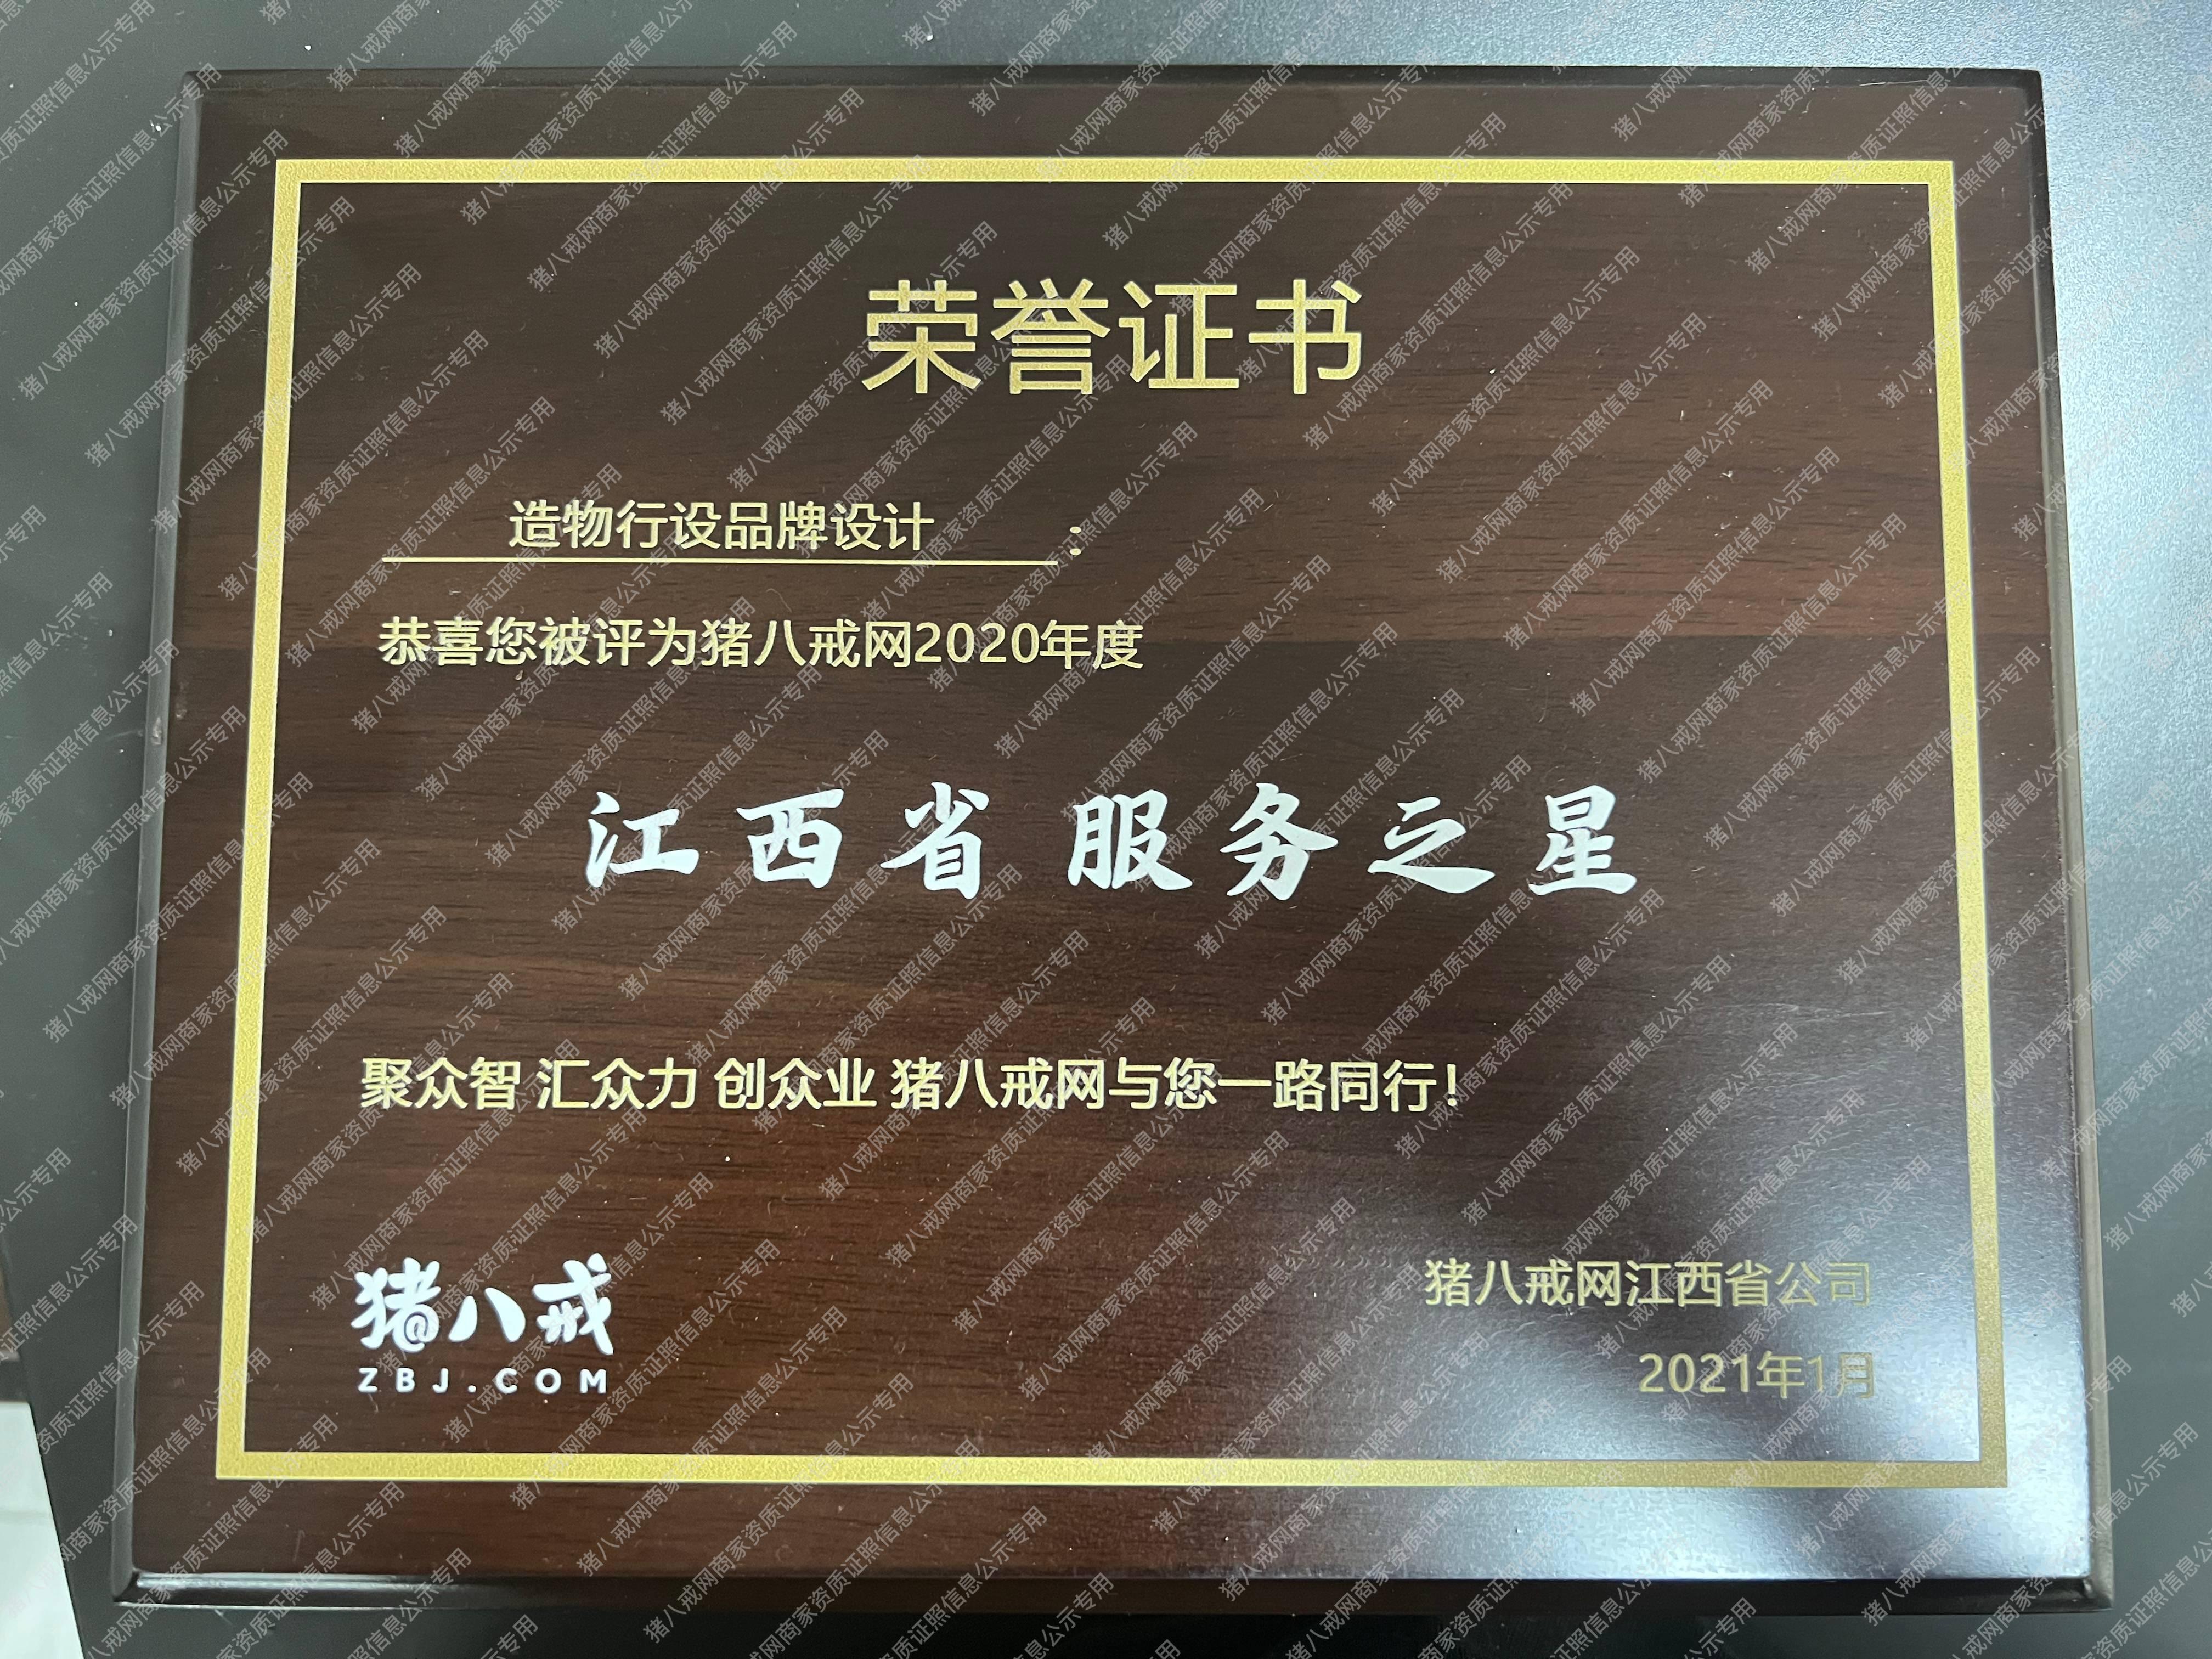 荣誉证书
造物行设品牌设计：
恭喜您被评为猪八戒网2020年度
江西省 服务之星
聚众智 汇众力 创众业 猪八戒网与您一路同行！
猪八戒
ZBJ.COM
猪八戒网江西省公司
2021年1月
猪八戒网商家资质证照信息公示专用